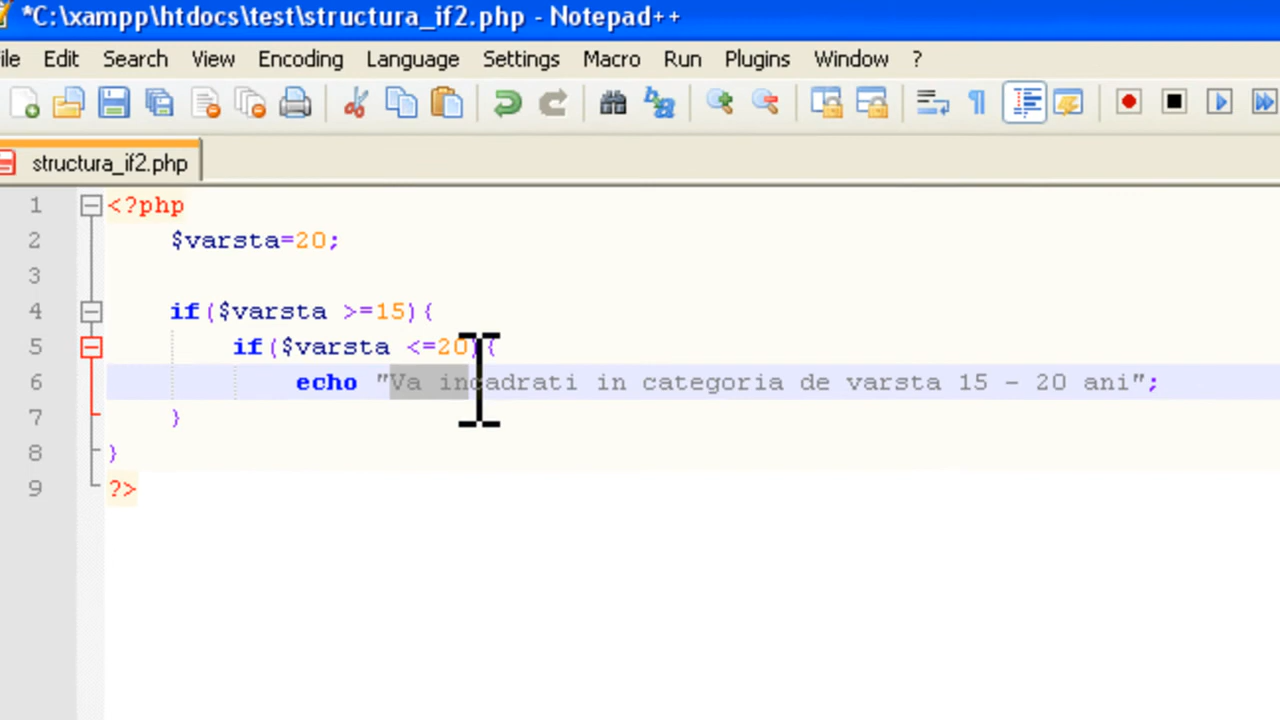 *C:\xampp\htdocs\test\structura_if2.php - Notepad++
ile Edit Search View Encoding Language Settings Macro Run Plugins Window ?
structura_if2.php
1 <?php
2 $varsta=20;
3
4 if($varsta >=15){
5 if($varsta <=20){
6 echo "Va incadrati in categoria de varsta 15 - 20 ani";
7 }
8 }
9 ?>